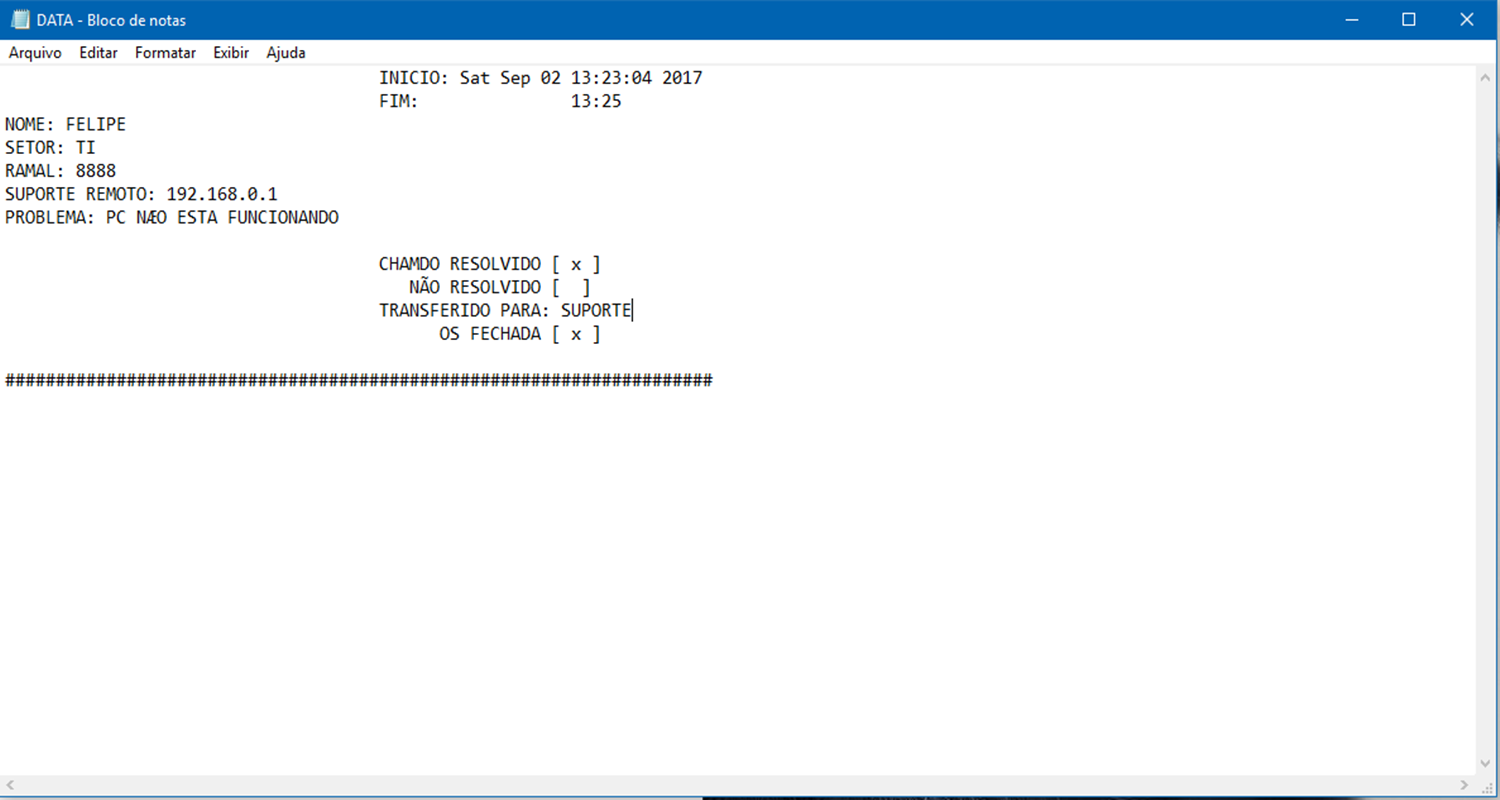 DATA - Bloco de notas
Arquivo Editar Formatar Exibir Ajuda
INICIO: Sat Sep 02 13:23:04 2017
FIM: 13:25
NOME: FELIPE
SETOR: TI
RAMAL: 8888
SUPORTE REMOTO: 192.168.0.1
PROBLEMA: PC NÆO ESTA FUNCIONANDO
CHAMDO RESOLVIDO [ x ]
NÃO RESOLVIDO [  ]
TRANSFERIDO PARA: SUPORTE
OS FECHADA [ x ]
######################################################################